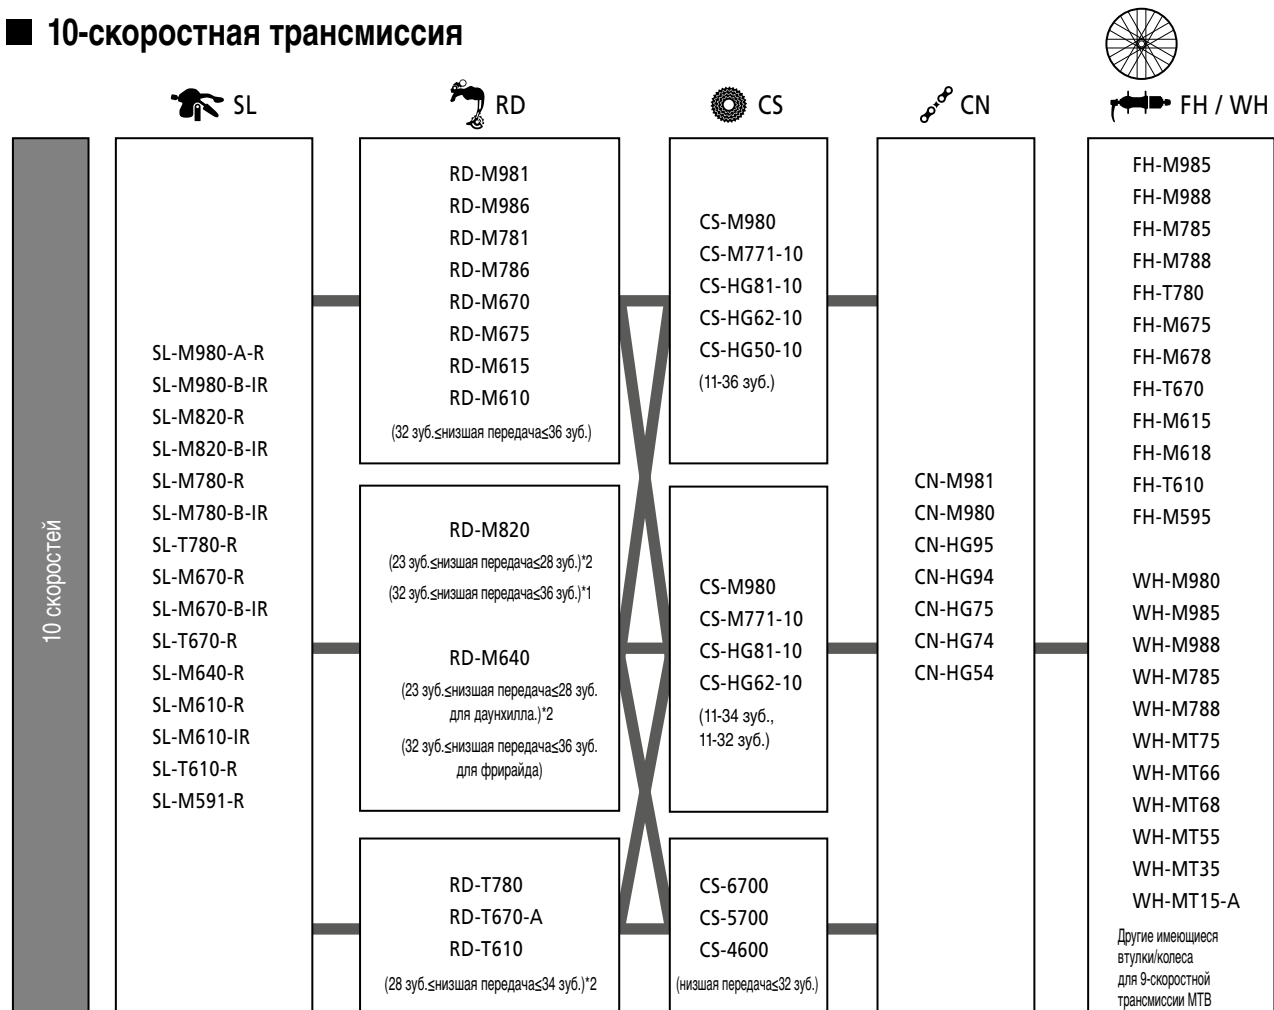 10-скоростная трансмиссия
SL
RD
CS
CN
FH / WH
10 скоростей
SL-M980-A-R
SL-M980-B-IR
SL-M820-R
SL-M820-B-IR
SL-M780-R
SL-M780-B-IR
SL-T780-R
SL-M670-R
SL-M670-B-IR
SL-T670-R
SL-M640-R
SL-M610-R
SL-M610-IR
SL-T610-R
SL-M591-R
RD-M981
RD-M986
RD-M781
RD-M786
RD-M670
RD-M675
RD-M615
RD-M610
(32 зуб.≤низшая передача≤36 зуб.)
RD-M820
(23 зуб.≤низшая передача≤28 зуб.)*2
(32 зуб.≤низшая передача≤36 зуб.)*1
RD-M640
(23 зуб.≤низшая передача≤28 зуб.
для даунхилла.)*2
(32 зуб.≤низшая передача≤36 зуб.
для фрирайда)
RD-T780
RD-T670-A
RD-T610
(28 зуб.≤низшая передача≤34 зуб.)*2
CS-M980
CS-M771-10
CS-HG81-10
CS-HG62-10
CS-HG50-10
(11-36 зуб.)
CS-M980
CS-M771-10
CS-HG81-10
CS-HG62-10
(11-34 зуб.,
11-32 зуб.)
CS-6700
CS-5700
CS-4600
(низшая передача≤32 зуб.)
CN-M981
CN-M980
CN-HG95
CN-HG94
CN-HG75
CN-HG74
CN-HG54
FH-M985
FH-M988
FH-M785
FH-M788
FH-T780
FH-M675
FH-M678
FH-T670
FH-M615
FH-M618
FH-T610
FH-M595
WH-M980
WH-M985
WH-M988
WH-M785
WH-M788
WH-MT75
WH-MT66
WH-MT68
WH-MT55
WH-MT35
WH-MT15-A
Другие имеющиеся
втулки/колеса
для 9-скоростной
трансмиссии MTB